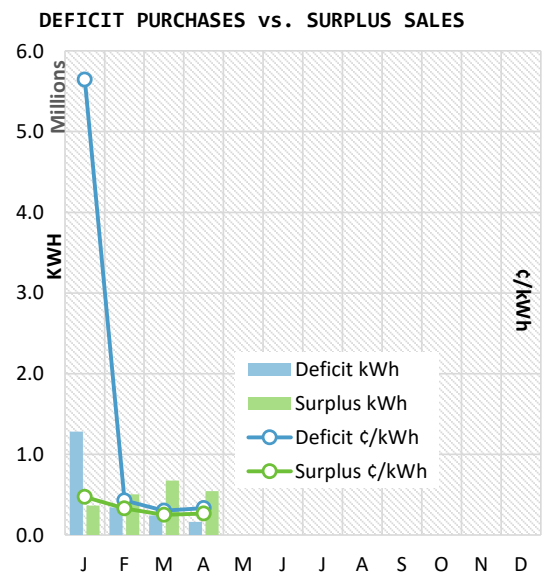 DEFICIT PURCHASES vs. SURPLUS SALES
6.0
Millions
5.0
4.0
KWH
3.0
¢/kWh
2.0
Deficit kWh
Surplus kWh
1.0
Deficit ¢/kWh
Surplus ¢/kWh
0.0
J F M A M J J A S O N D